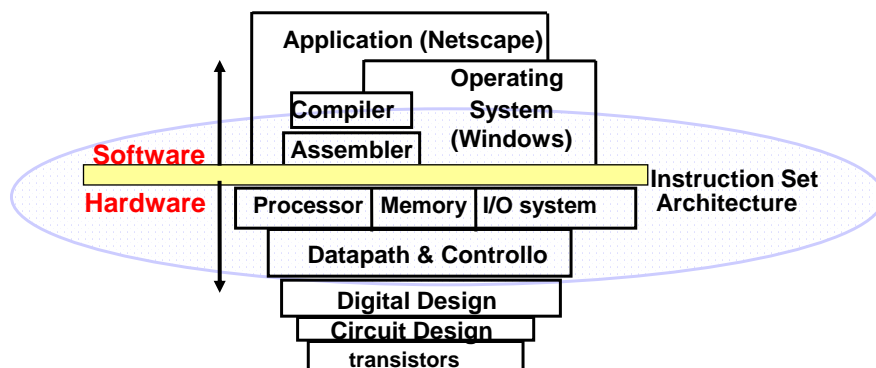 Application (Netscape)
Operating
System
(Windows)
Compiler
Assembler
Software
Hardware
Instruction Set
Architecture
Processor
Memory
I/O system
Datapath & Controllo
Digital Design
Circuit Design
transistors